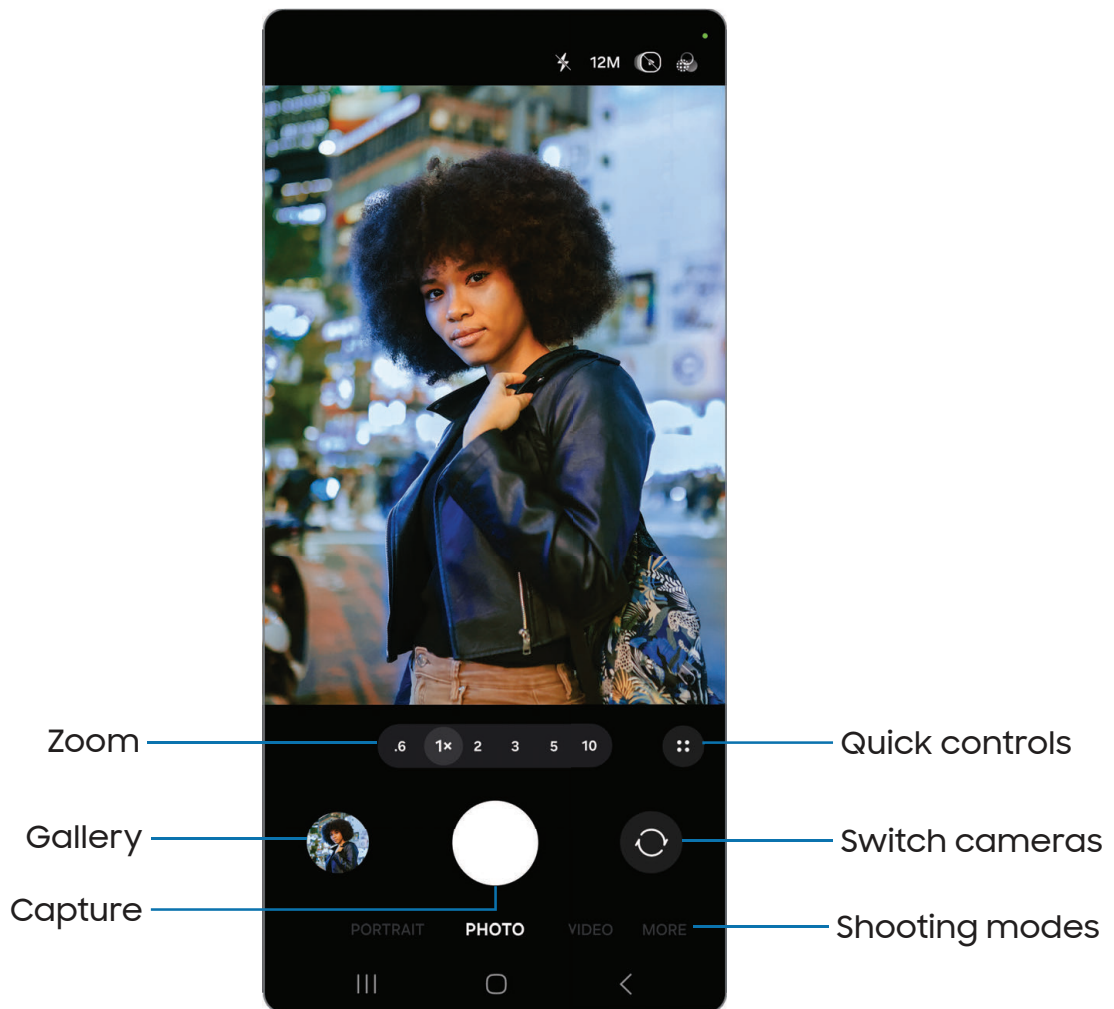 12M
.6 1× 2 3 5 10
Zoom
Quick controls
Gallery
Switch cameras
Capture
PORTRAIT PHOTO VIDEO MORE
Shooting modes